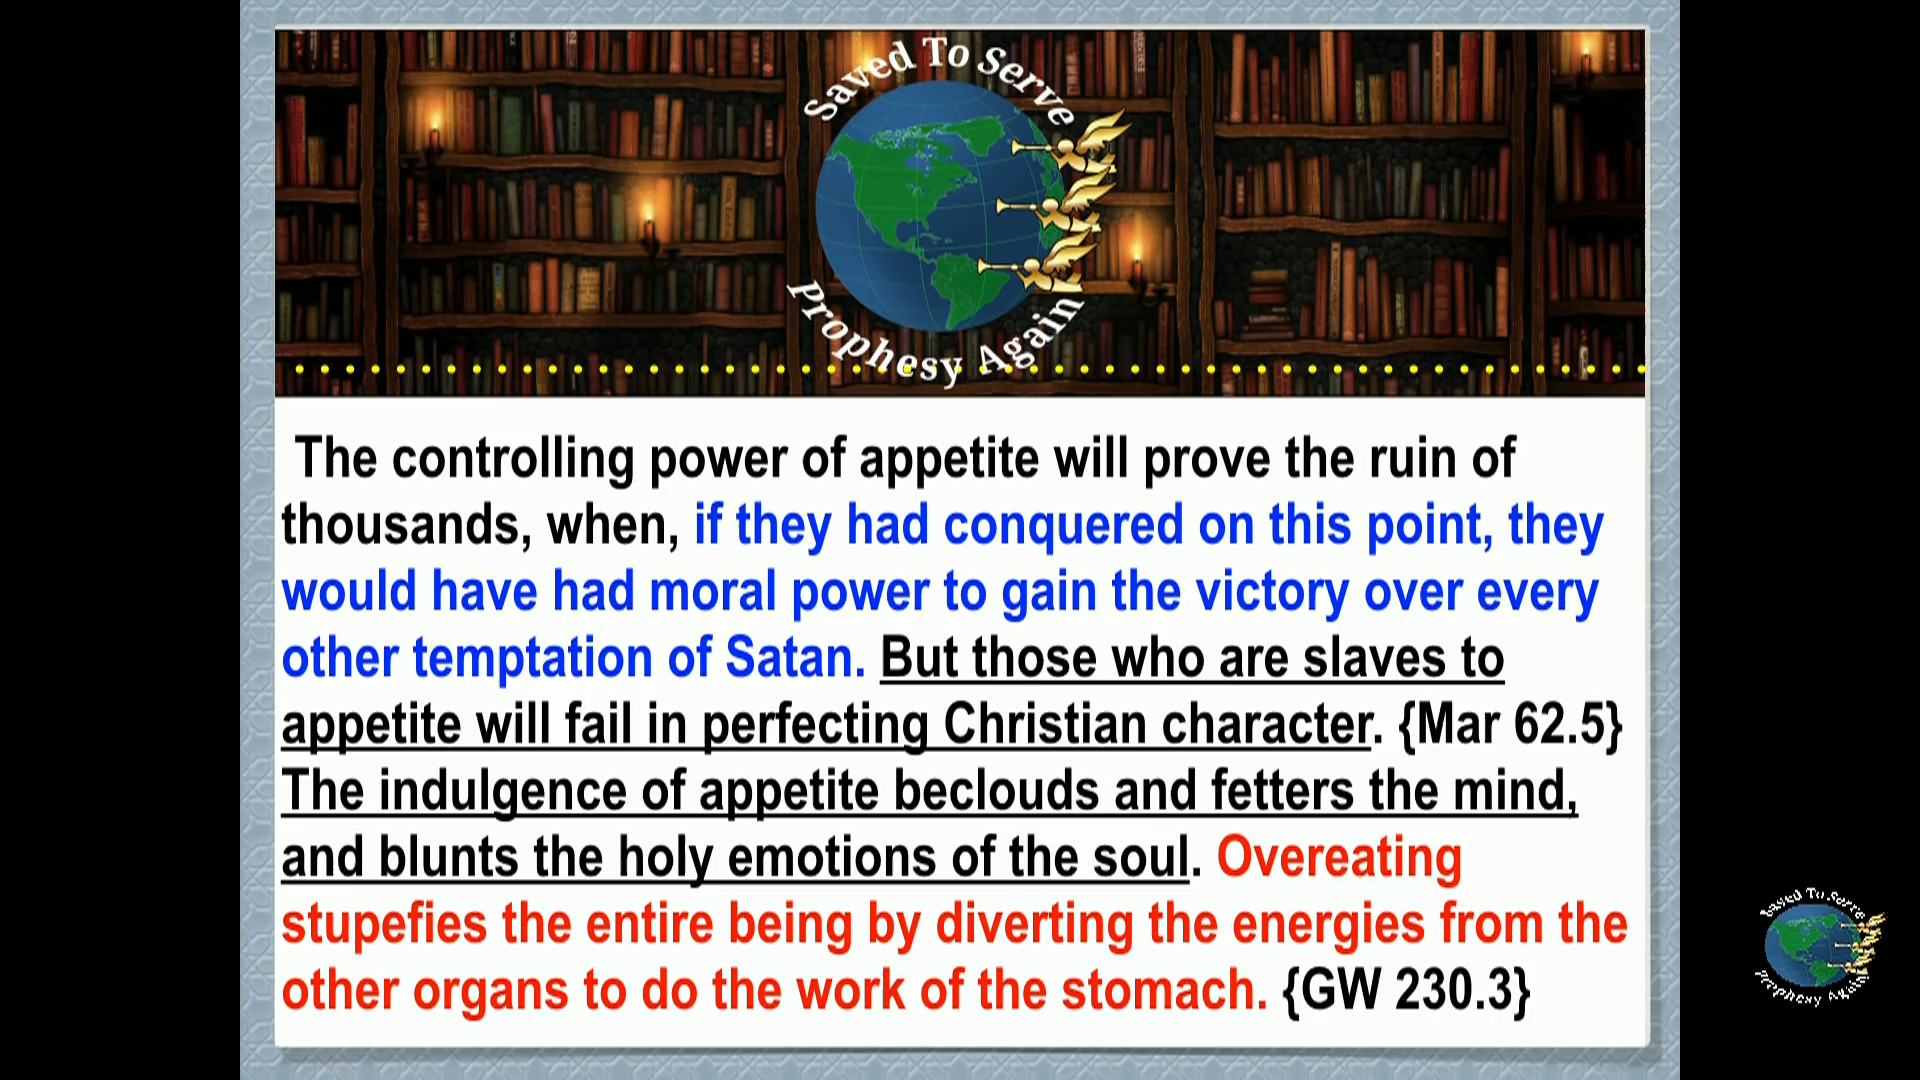 Saved To Serve
Prophesy Again
The controlling power of appetite will prove the ruin of
thousands, when, if they had conquered on this point, they
would have had moral power to gain the victory over every
other temptation of Satan. But those who are slaves to
appetite will fail in perfecting Christian character. {Mar 62.5}
The indulgence of appetite beclouds and fetters the mind,
and blunts the holy emotions of the soul. Overeating
stupefies the entire being by diverting the energies from the
other organs to do the work of the stomach. {GW 230.3}
Saved To Serve
Prophesy Again